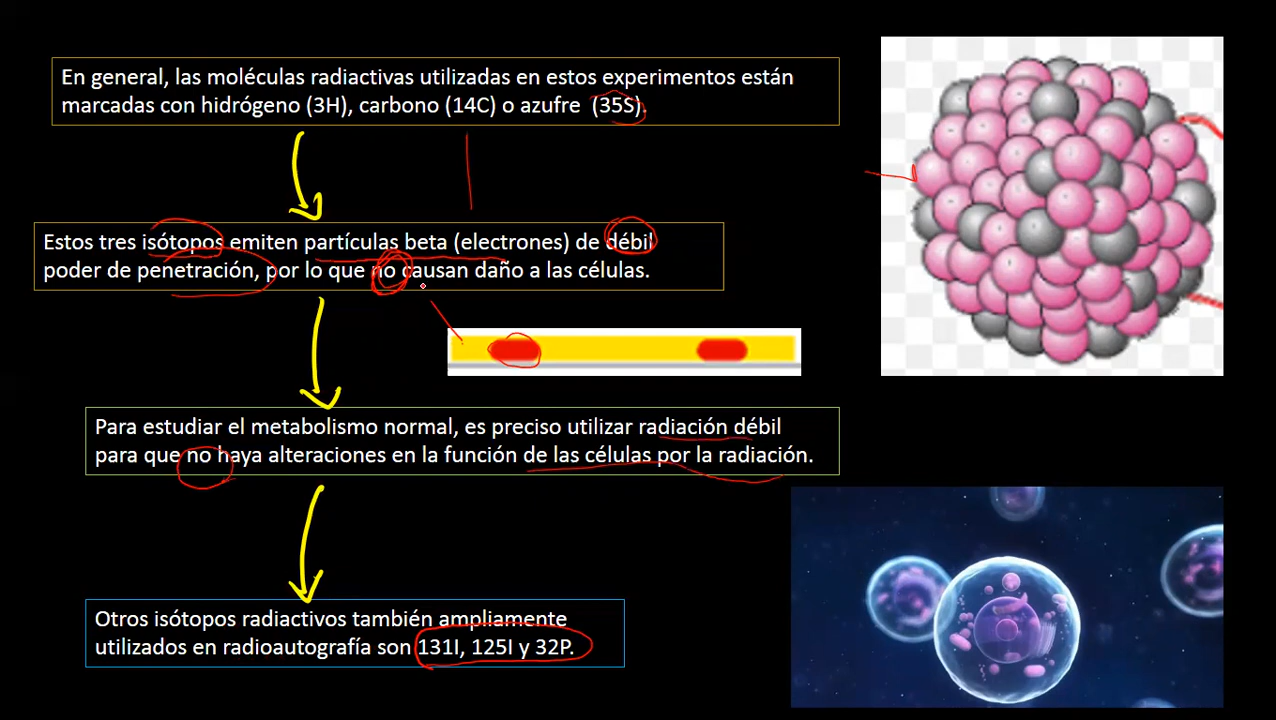 En general, las moléculas radiactivas utilizadas en estos experimentos están
marcadas con hidrógeno (3H), carbono (14C) o azufre (35S).
Estos tres isótopos emiten partículas beta (electrones) de débil
poder de penetración, por lo que no causan daño a las células.
Para estudiar el metabolismo normal, es preciso utilizar radiación débil
para que no haya alteraciones en la función de las células por la radiación.
Otros isótopos radiactivos también ampliamente
utilizados en radioautografía son 131I, 125I y 32P.